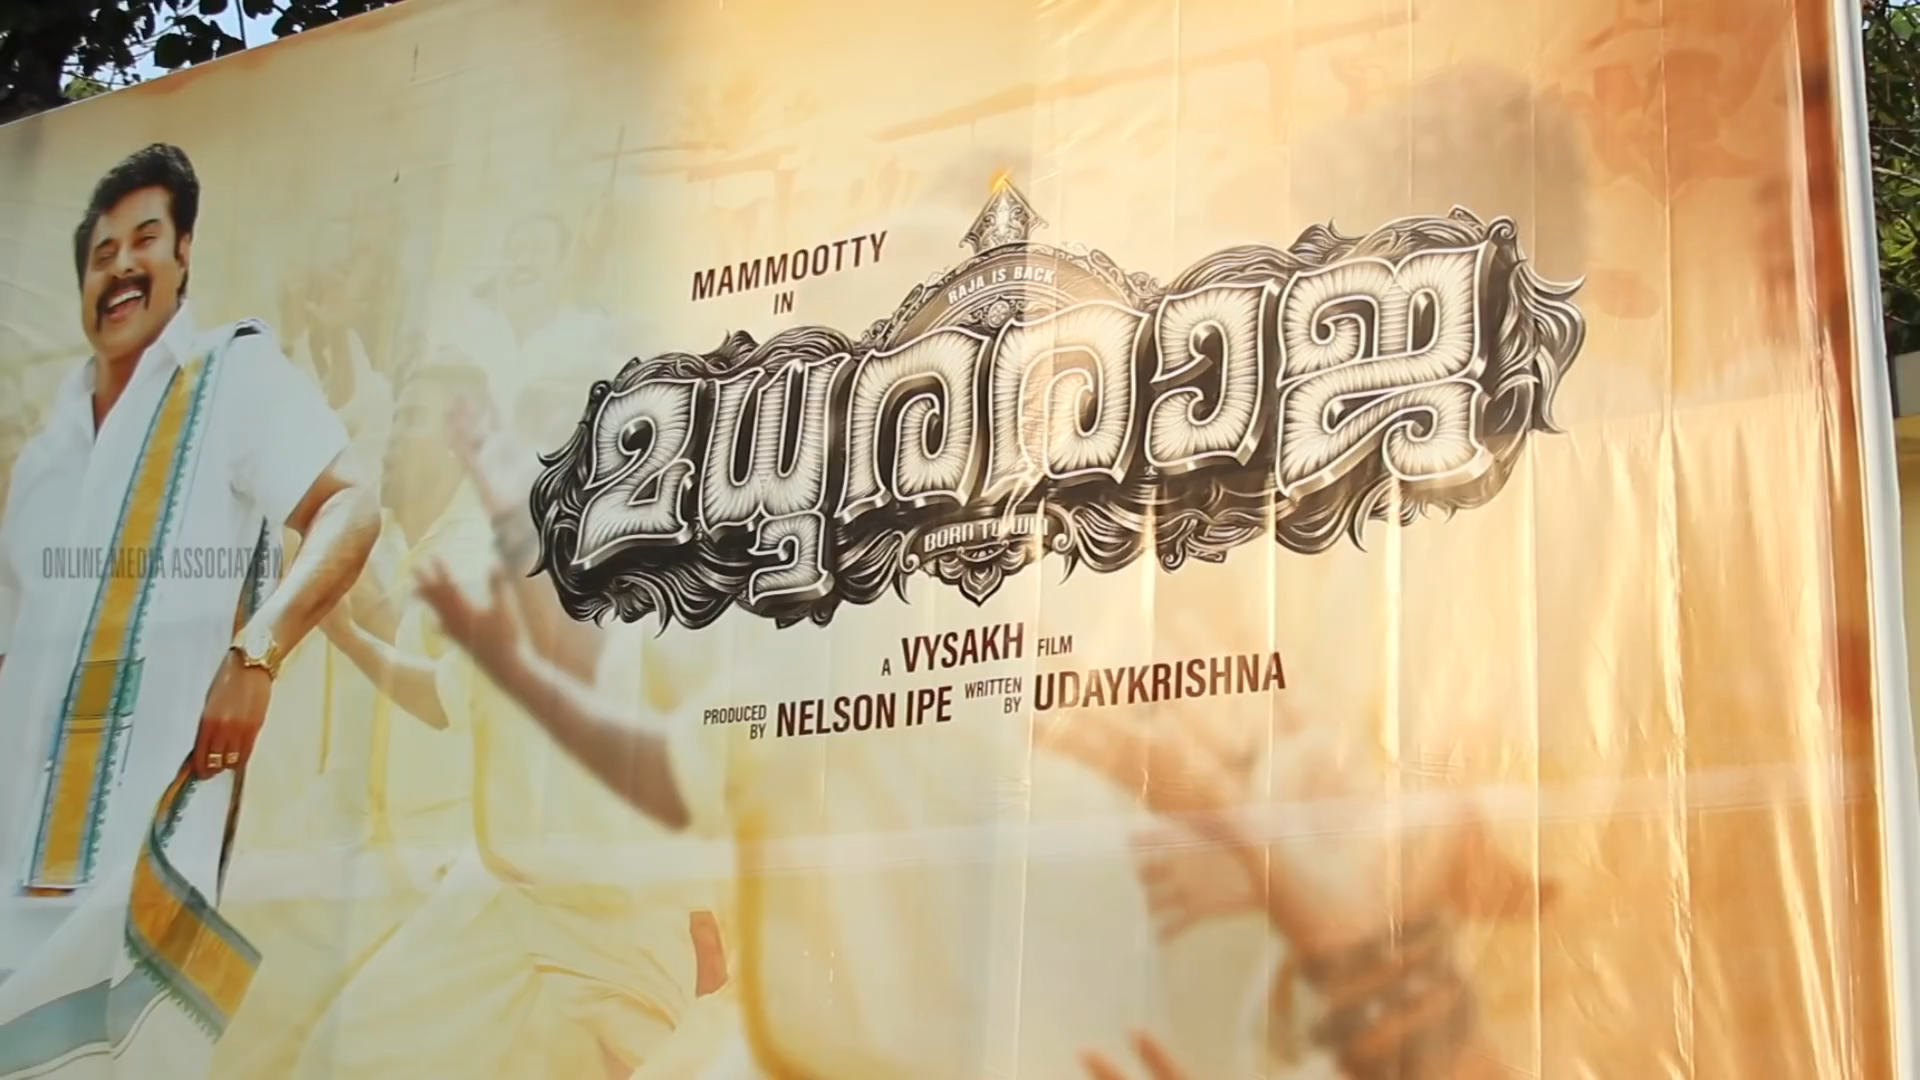 MAMMOOTTY
IN
RAJA IS BACK
മധുരരാജ
BORN TO WIN
A VYSAKH FILM
PRODUCED BY NELSON IPE WRITTEN BY UDAYKRISHNA
ONLINE MEDIA ASSOCIATION